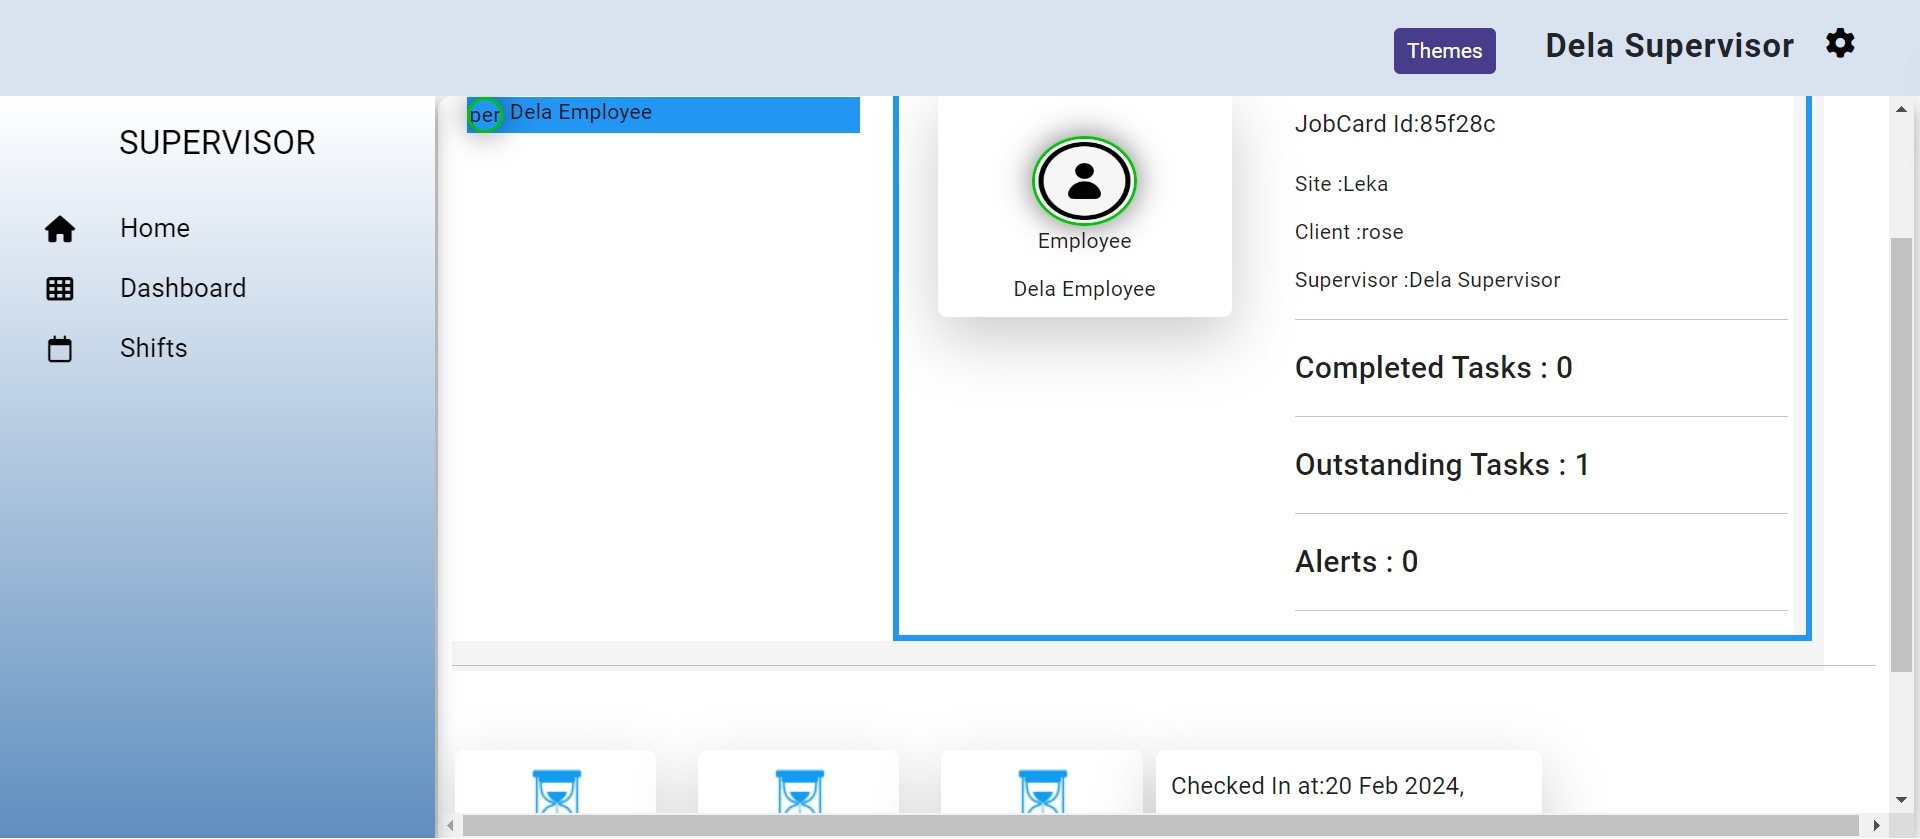 Themes
Dela Supervisor
SUPERVISOR
Home
Dashboard
Shifts
per
Dela Employee
Employee
Dela Employee
JobCard Id:85f28c
Site :Leka
Client :rose
Supervisor :Dela Supervisor
Completed Tasks : 0
Outstanding Tasks : 1
Alerts : 0
Checked In at:20 Feb 2024,